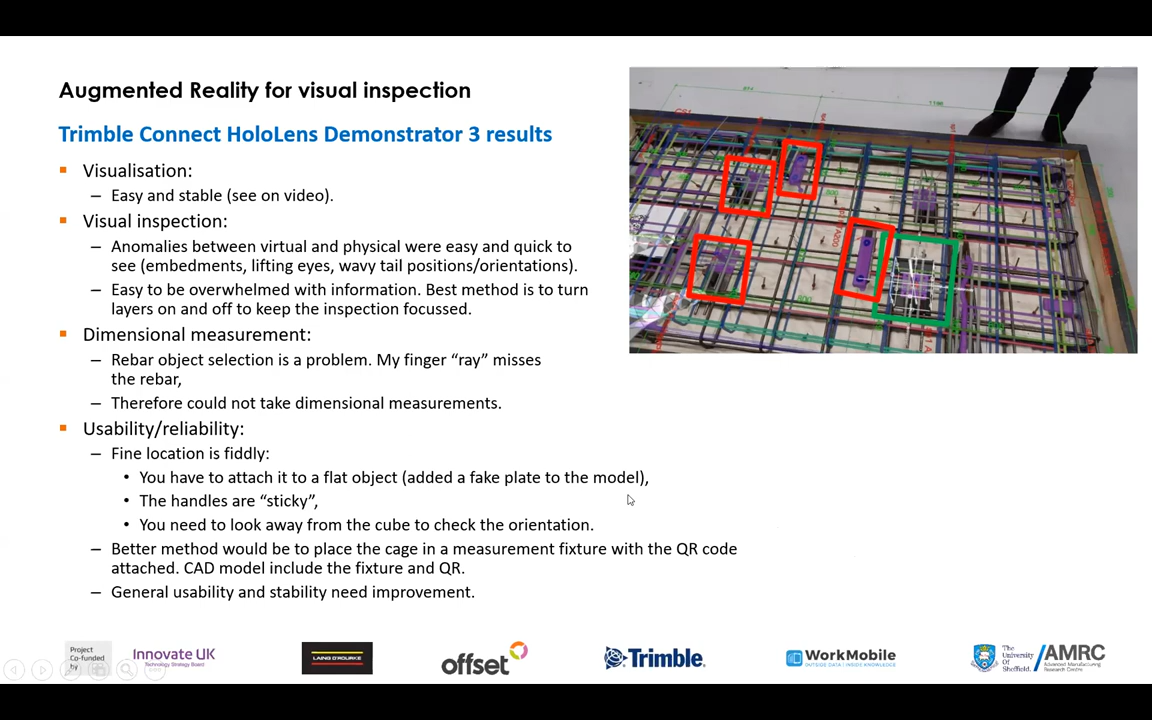 Augmented Reality for visual inspection
Trimble Connect HoloLens Demonstrator 3 results
Visualisation:
– Easy and stable (see on video).
Visual inspection:
– Anomalies between virtual and physical were easy and quick to
see (embedments, lifting eyes, wavy tail positions/orientations).
– Easy to be overwhelmed with information. Best method is to turn
layers on and off to keep the inspection focussed.
Dimensional measurement:
– Rebar object selection is a problem. My finger “ray” misses
the rebar,
– Therefore could not take dimensional measurements.
Usability/reliability:
– Fine location is fiddly:
• You have to attach it to a flat object (added a fake plate to the model),
• The handles are “sticky”,
• You need to look away from the cube to check the orientation.
– Better method would be to place the cage in a measurement fixture with the QR code
attached. CAD model include the fixture and QR.
– General usability and stability need improvement.
Project
Co-funded
by
Innovate UK
Technology Strategy Board
LAING O'ROURKE
offset
Trimble.
WorkMobile
OUTSIDE DATA | INSIDE KNOWLEDGE
The
University
Of
Sheffield.
AMRC
Advanced Manufacturing
Research Centre